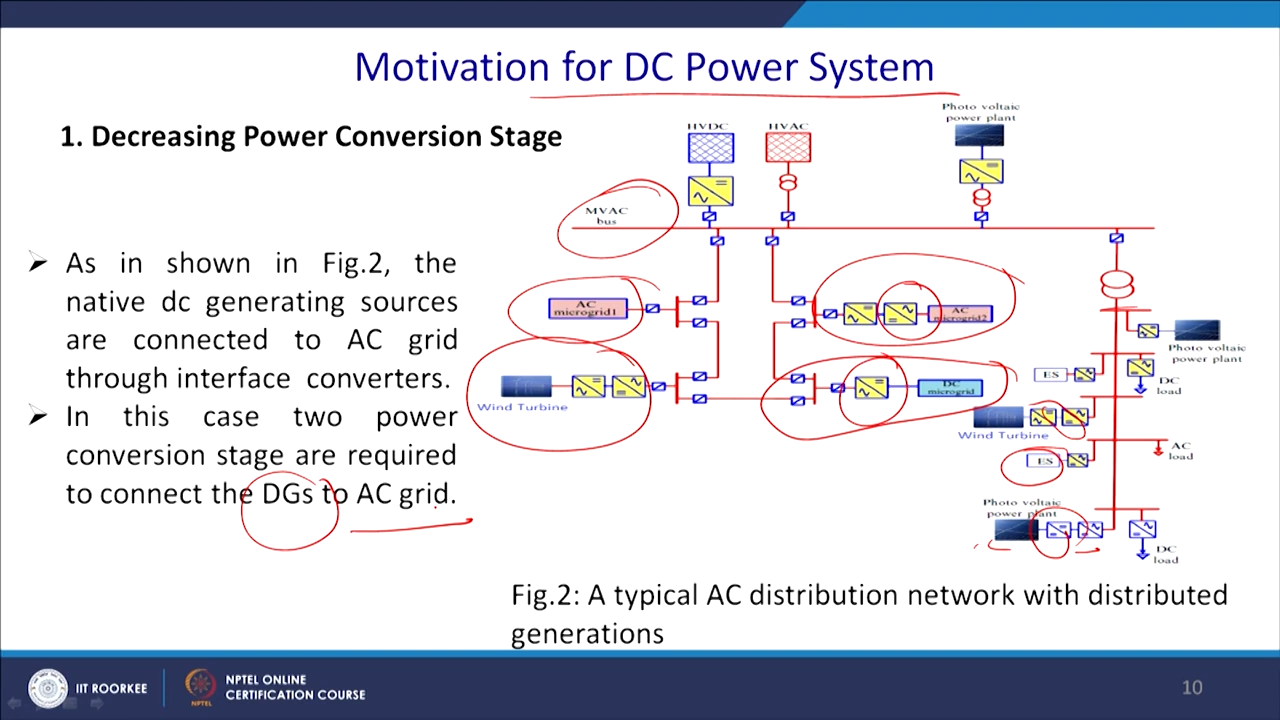 Motivation for DC Power System
1. Decreasing Power Conversion Stage
➢ As in shown in Fig.2, the
native dc generating sources
are connected to AC grid
through interface converters.
➢ In this case two power
conversion stage are required
to connect the DGs to AC grid.
HVDC
HVAC
Photo voltaic
power plant
MVAC
bus
AC
microgrid1
AC
microgrid2
Wind Turbine
DC
microgrid
Photo voltaic
power plant
ES
DC
load
Wind Turbine
AC
load
ES
Photo voltaic
power plant
DC
load
Fig.2: A typical AC distribution network with distributed
generations
IIT ROORKEE
NPTEL ONLINE
CERTIFICATION COURSE
NPTEL
10